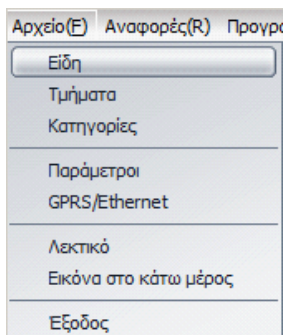 Αρχείο(F) Αναφορές(R)
Είδη
Τμήματα
Κατηγορίες
Παράμετροι
GPRS/Ethernet
Λεκτικό
Εικόνα στο κάτω μέρος
Έξοδος